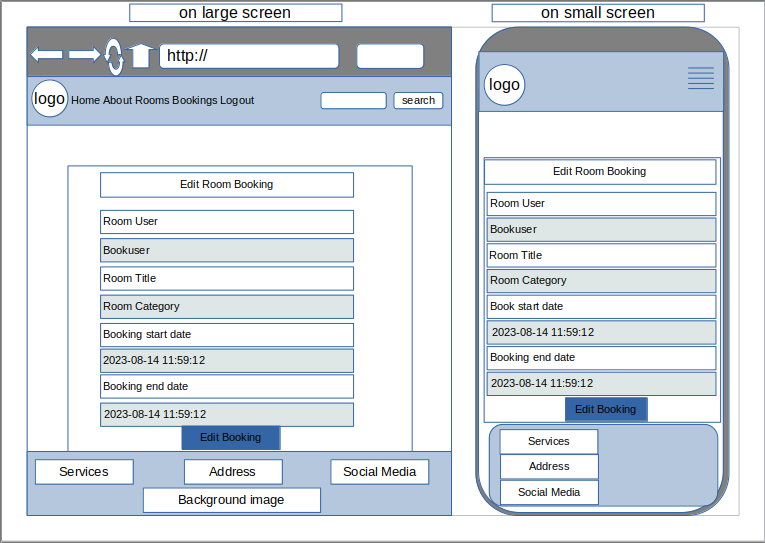 on large screen
http://
logo
Home About Rooms Bookings Logout
search
Edit Room Booking
Room User
Bookuser
Room Title
Room Category
Booking start date
2023-08-14 11:59:12
Booking end date
2023-08-14 11:59:12
Edit Booking
Services
Address
Social Media
Background image
on small screen
logo
Edit Room Booking
Room User
Bookuser
Room Title
Room Category
Book start date
2023-08-14 11:59:12
Booking end date
2023-08-14 11:59:12
Edit Booking
Services
Address
Social Media